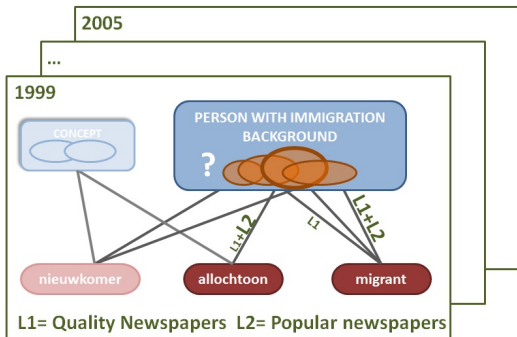 2005
...
1999
CONCEPT
PERSON WITH IMMIGRATION
BACKGROUND
?
L1+L2
L1
L1+L2
nieuwkomer
allochtoon
migrant
L1= Quality Newspapers L2= Popular newspapers